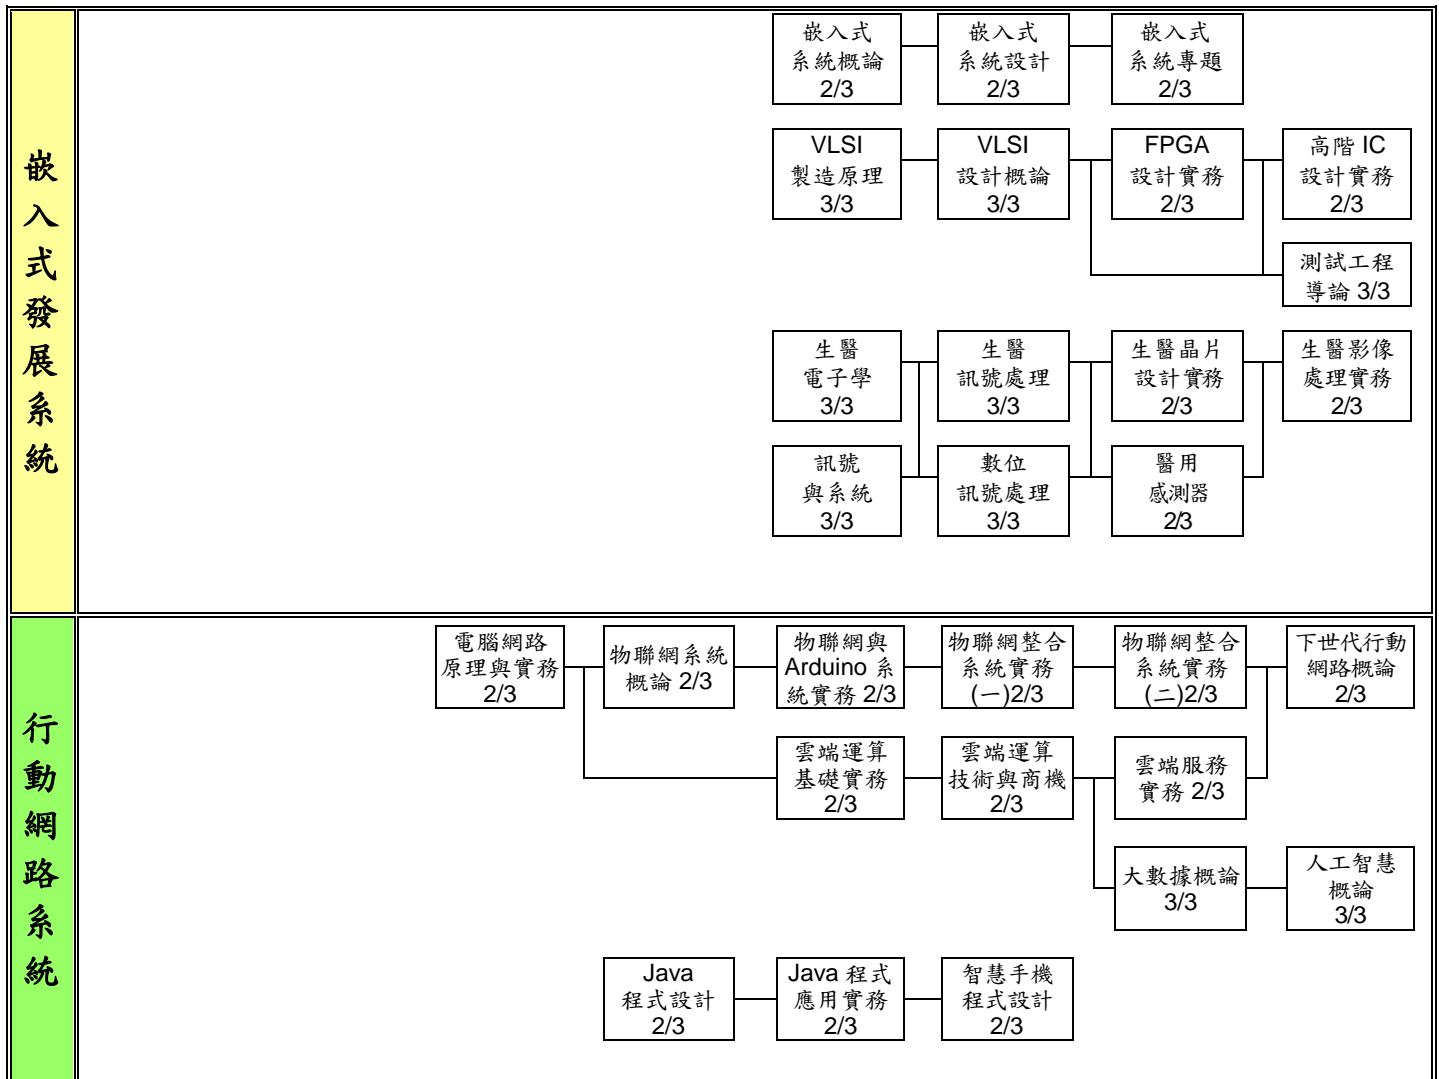 嵌入式發展系統
嵌入式
系統概論
2/3
嵌入式
系統設計
2/3
嵌入式
系統專題
2/3
VLSI
製造原理
3/3
VLSI
設計概論
3/3
FPGA
設計實務
2/3
高階 IC
設計實務
2/3
測試工程
導論 3/3
生醫
電子學
3/3
生醫
訊號處理
3/3
生醫晶片
設計實務
2/3
生醫影像
處理實務
2/3
訊號
與系統
3/3
數位
訊號處理
3/3
醫用
感測器
2/3
行動網路系統
電腦網路
原理與實務
2/3
物聯網系統
概論 2/3
物聯網與
Arduino 系
統實務 2/3
物聯網整合
系統實務
(一)2/3
物聯網整合
系統實務
(二)2/3
下世代行動
網路概論
2/3
雲端運算
基礎實務
2/3
雲端運算
技術與商機
2/3
雲端服務
實務 2/3
大數據概論
3/3
人工智慧
概論
3/3
Java
程式設計
2/3
Java 程式
應用實務
2/3
智慧手機
程式設計
2/3